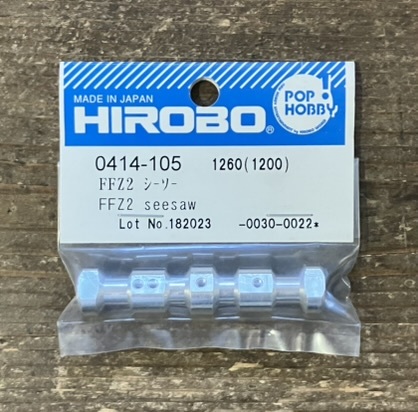 MADE IN JAPAN
HIROBO®
POP
HOBBY
0414-105 1260(1200)
FFZ2 シーソー
FFZ2 seesaw
Lot No.182023 -0030-0022*